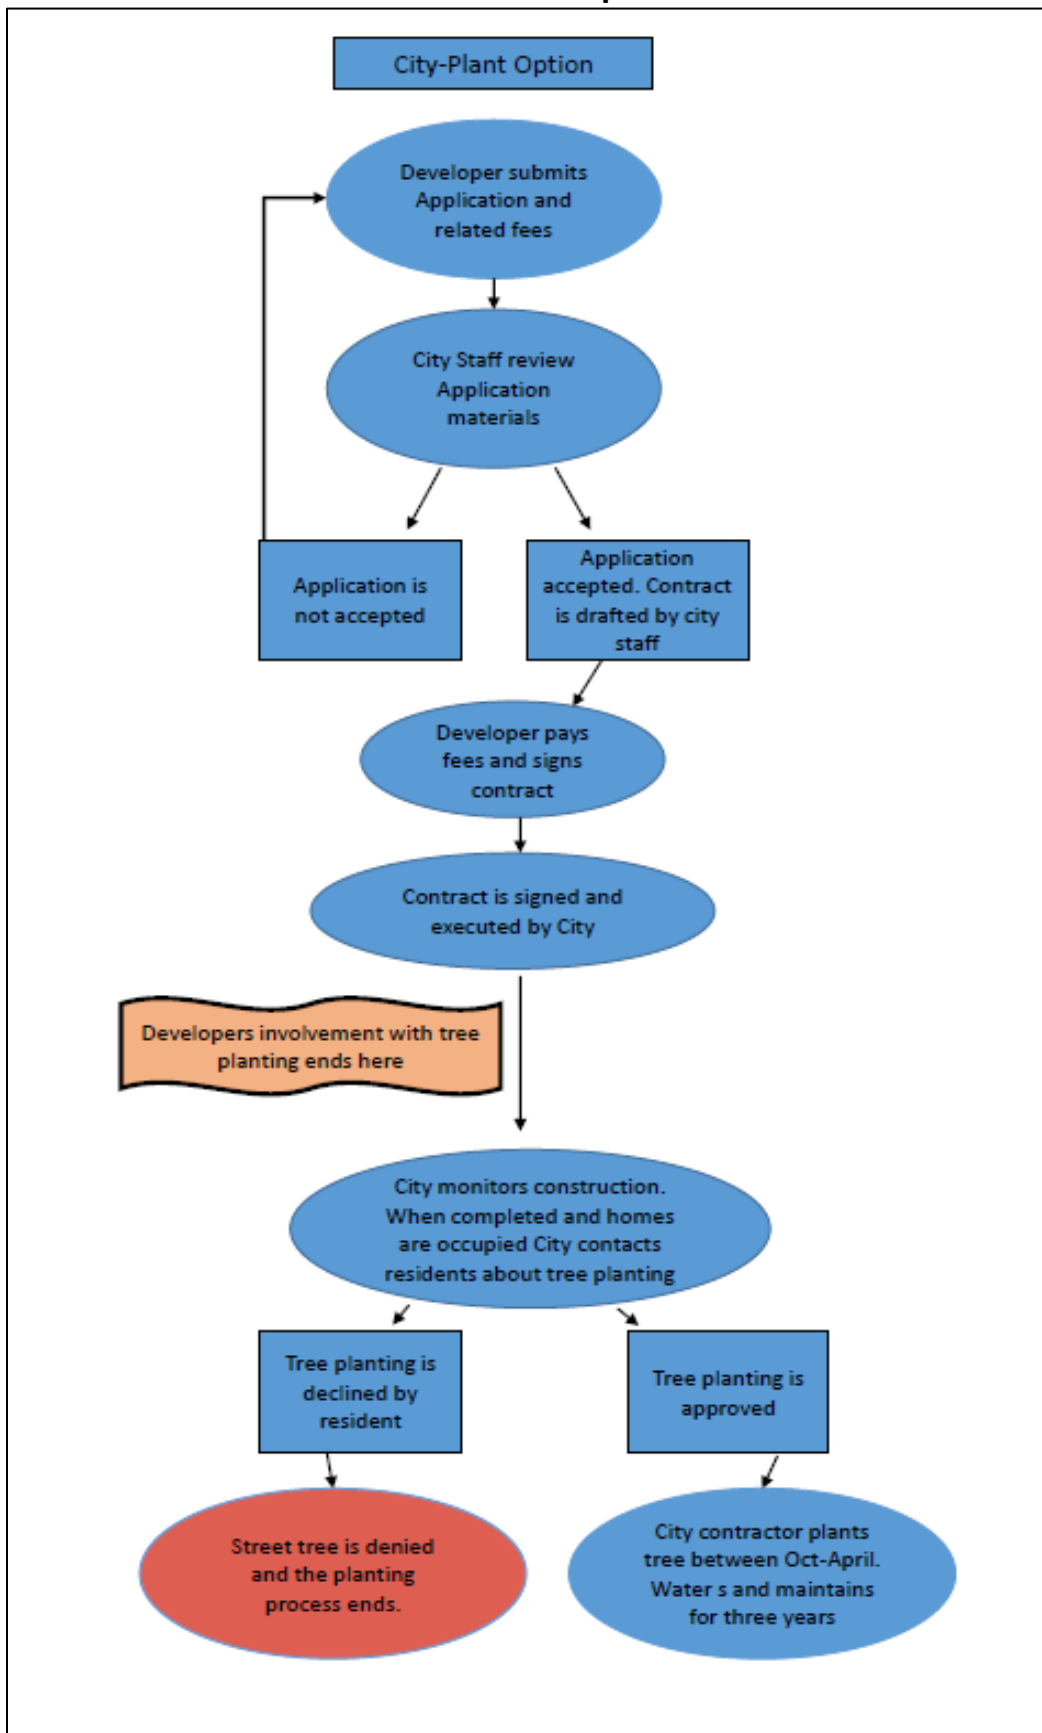 City-Plant Option
Developer submits
Application and
related fees
City Staff review
Application
materials
Application is
not accepted
Application
accepted. Contract
is drafted by city
staff
Developer pays
fees and signs
contract
Contract is signed and
executed by City
Developers involvement with tree
planting ends here
City monitors construction.
When completed and homes
are occupied City contacts
residents about tree planting
Tree planting is
declined by
resident
Tree planting is
approved
Street tree is denied
and the planting
process ends.
City contractor plants
tree between Oct-April.
Water s and maintains
for three years